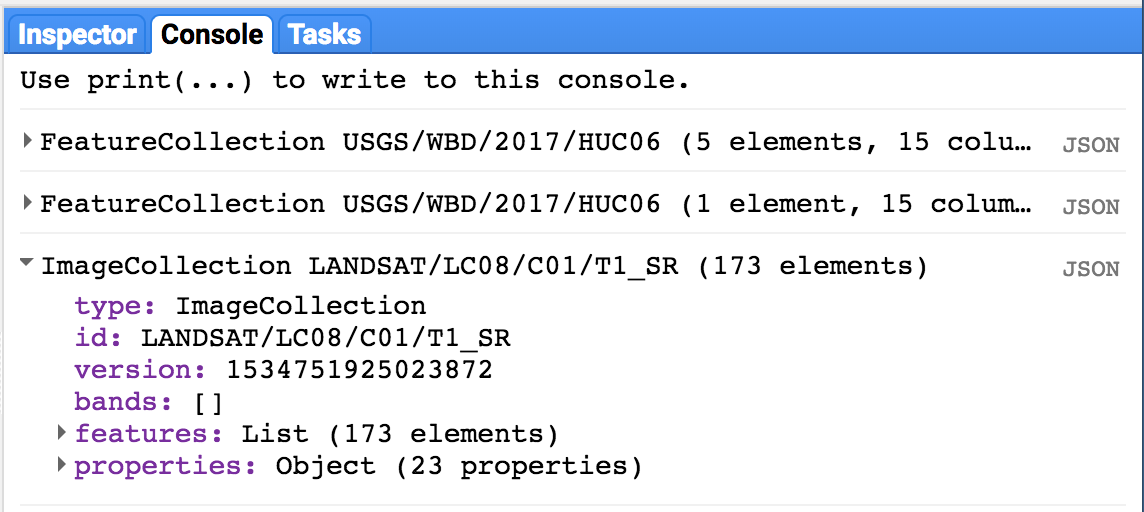 Inspector Console Tasks
Use print(...) to write to this console.
FeatureCollection USGS/WBD/2017/HUC06 (5 elements, 15 colu… JSON
FeatureCollection USGS/WBD/2017/HUC06 (1 element, 15 colum… JSON
ImageCollection LANDSAT/LC08/C01/T1_SR (173 elements) JSON
type: ImageCollection
id: LANDSAT/LC08/C01/T1_SR
version: 1534751925023872
bands: []
features: List (173 elements)
properties: Object (23 properties)